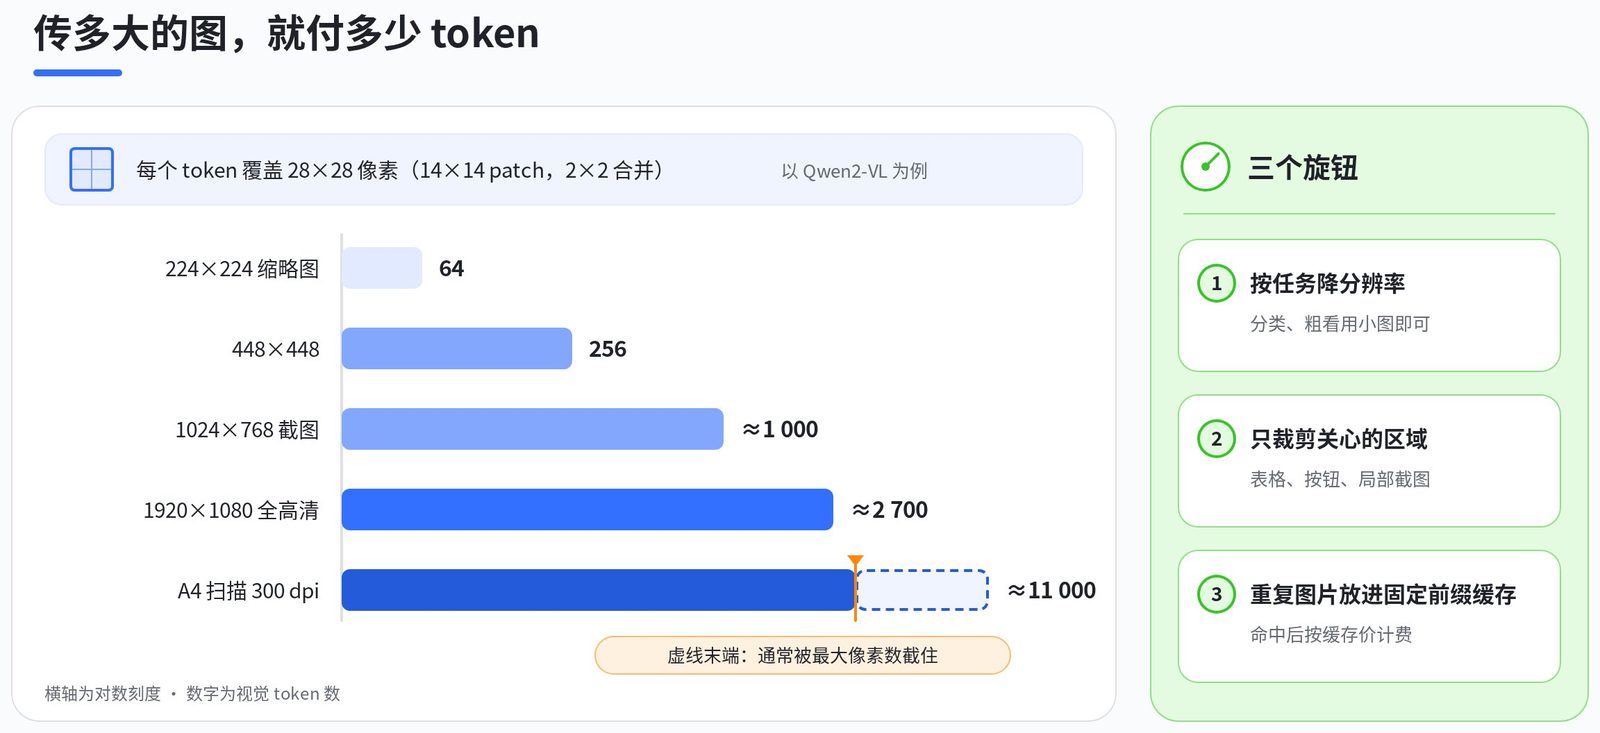 传多大的图，就付多少 token
每个 token 覆盖 28×28 像素（14×14 patch，2×2 合并）
以 Qwen2-VL 为例
224×224 缩略图
64
448×448
256
1024×768 截图
≈1 000
1920×1080 全高清
≈2 700
A4 扫描 300 dpi
≈11 000
虚线末端：通常被最大像素数截住
横轴为对数刻度 · 数字为视觉 token 数
三个旋钮
1
按任务降分辨率
分类、粗看用小图即可
2
只裁剪关心的区域
表格、按钮、局部截图
3
重复图片放进固定前缀缓存
命中后按缓存价计费